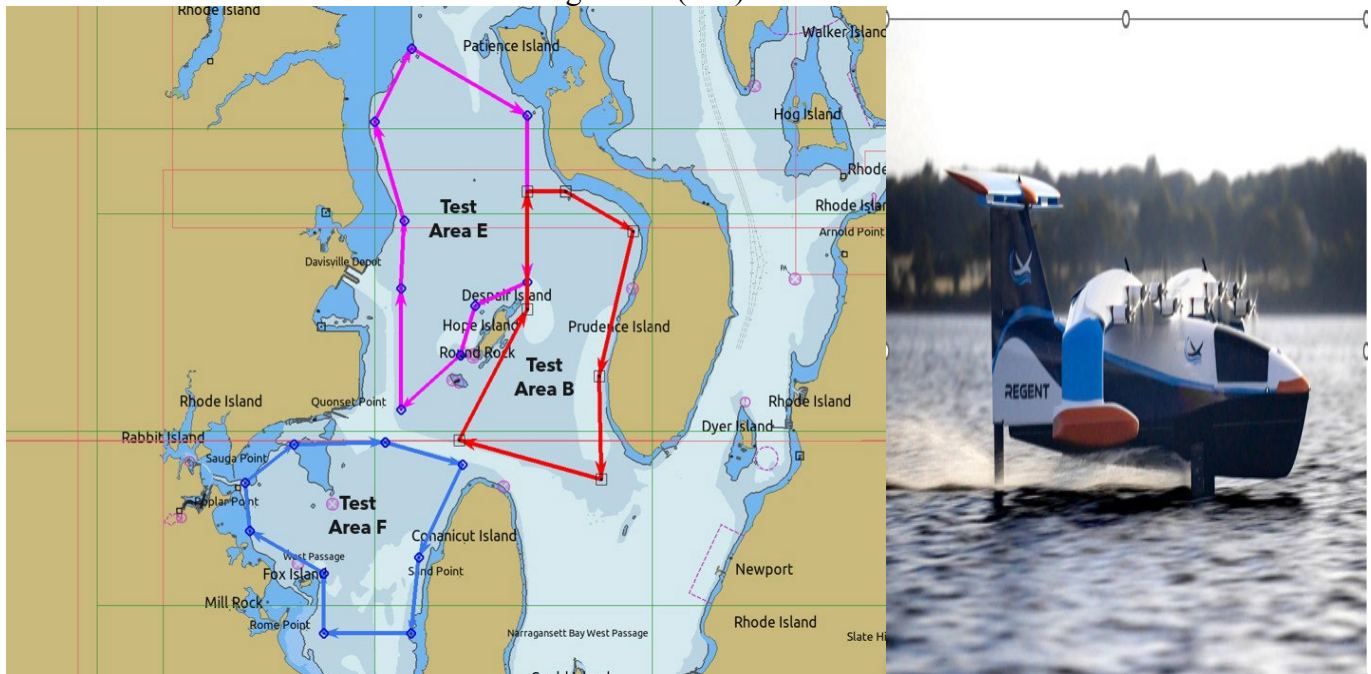 Rhode Island
Patience Island
Walker Island
Hog Island
Rhode
Test
Area E
Rhode Islan
Arnold Point
Davisville Depot
PA
Despair Island
Hope Island
Prudence Island
Round Rock
Test
Area B
Quonset Point
Rhode Island
Rhode Island
Rabbit Island
Dyer Island
Sauga Point
Poplar Point
Test
Area F
Conanicut Island
West Passage
Sand Point
Fox Island
Newport
Mill Rock
Rome Point
Rhode Island
Narragansett Bay West Passage
Slate Hi
REGENT